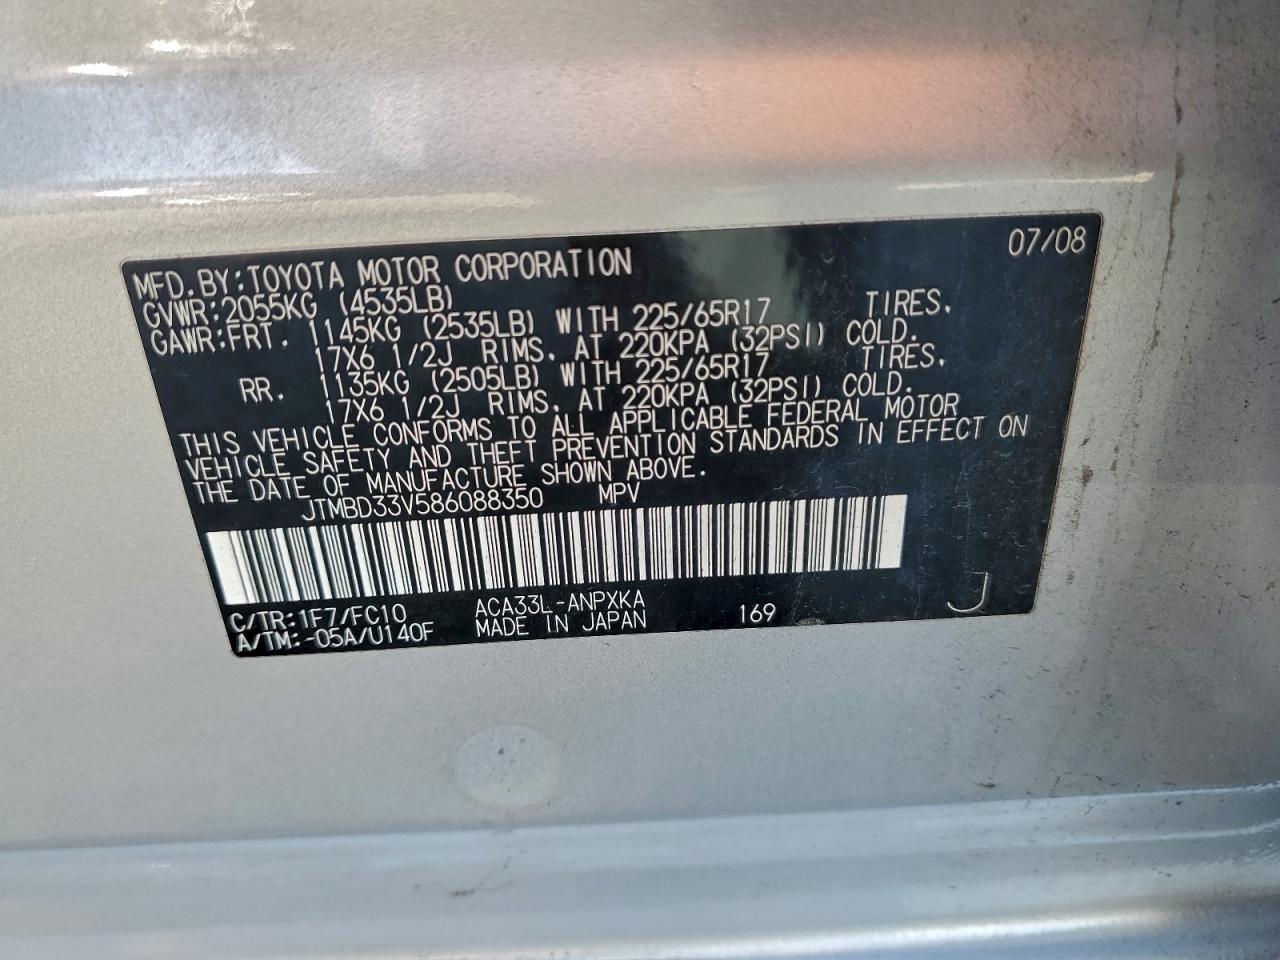 07/08
MFD.BY:TOYOTA MOTOR CORPORATION
GVWR:2055KG (4535LB)
GAWR:FRT. 1145KG (2535LB) WITH 225/65R17 TIRES.
17X6 1/2J RIMS. AT 220KPA (32PSI) COLD.
RR. 1135KG (2505LB) WITH 225/65R17 TIRES.
17X6 1/2J RIMS. AT 220KPA (32PSI) COLD.
THIS VEHICLE CONFORMS TO ALL APPLICABLE FEDERAL MOTOR
VEHICLE SAFETY AND THEFT PREVENTION STANDARDS IN EFFECT ON
THE DATE OF MANUFACTURE SHOWN ABOVE.
JTMBD33V586088350 MPV
C/TR:1F7/FC10 ACA33L-ANPXKA 169 J
A/TM:-05A/U140F MADE IN JAPAN